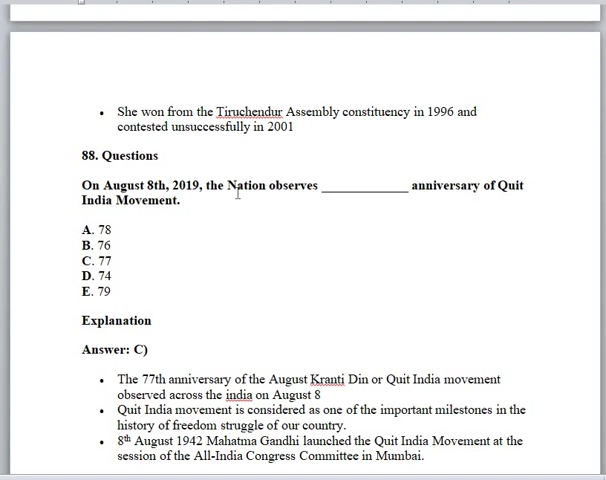 • She won from the Tiruchendur Assembly constituency in 1996 and
contested unsuccessfully in 2001
88. Questions
On August 8th, 2019, the Nation observes ______________ anniversary of Quit
India Movement.
A. 78
B. 76
C. 77
D. 74
E. 79
Explanation
Answer: C)
• The 77th anniversary of the August Kranti Din or Quit India movement
observed across the india on August 8
• Quit India movement is considered as one of the important milestones in the
history of freedom struggle of our country.
• 8th August 1942 Mahatma Gandhi launched the Quit India Movement at the
session of the All-India Congress Committee in Mumbai.